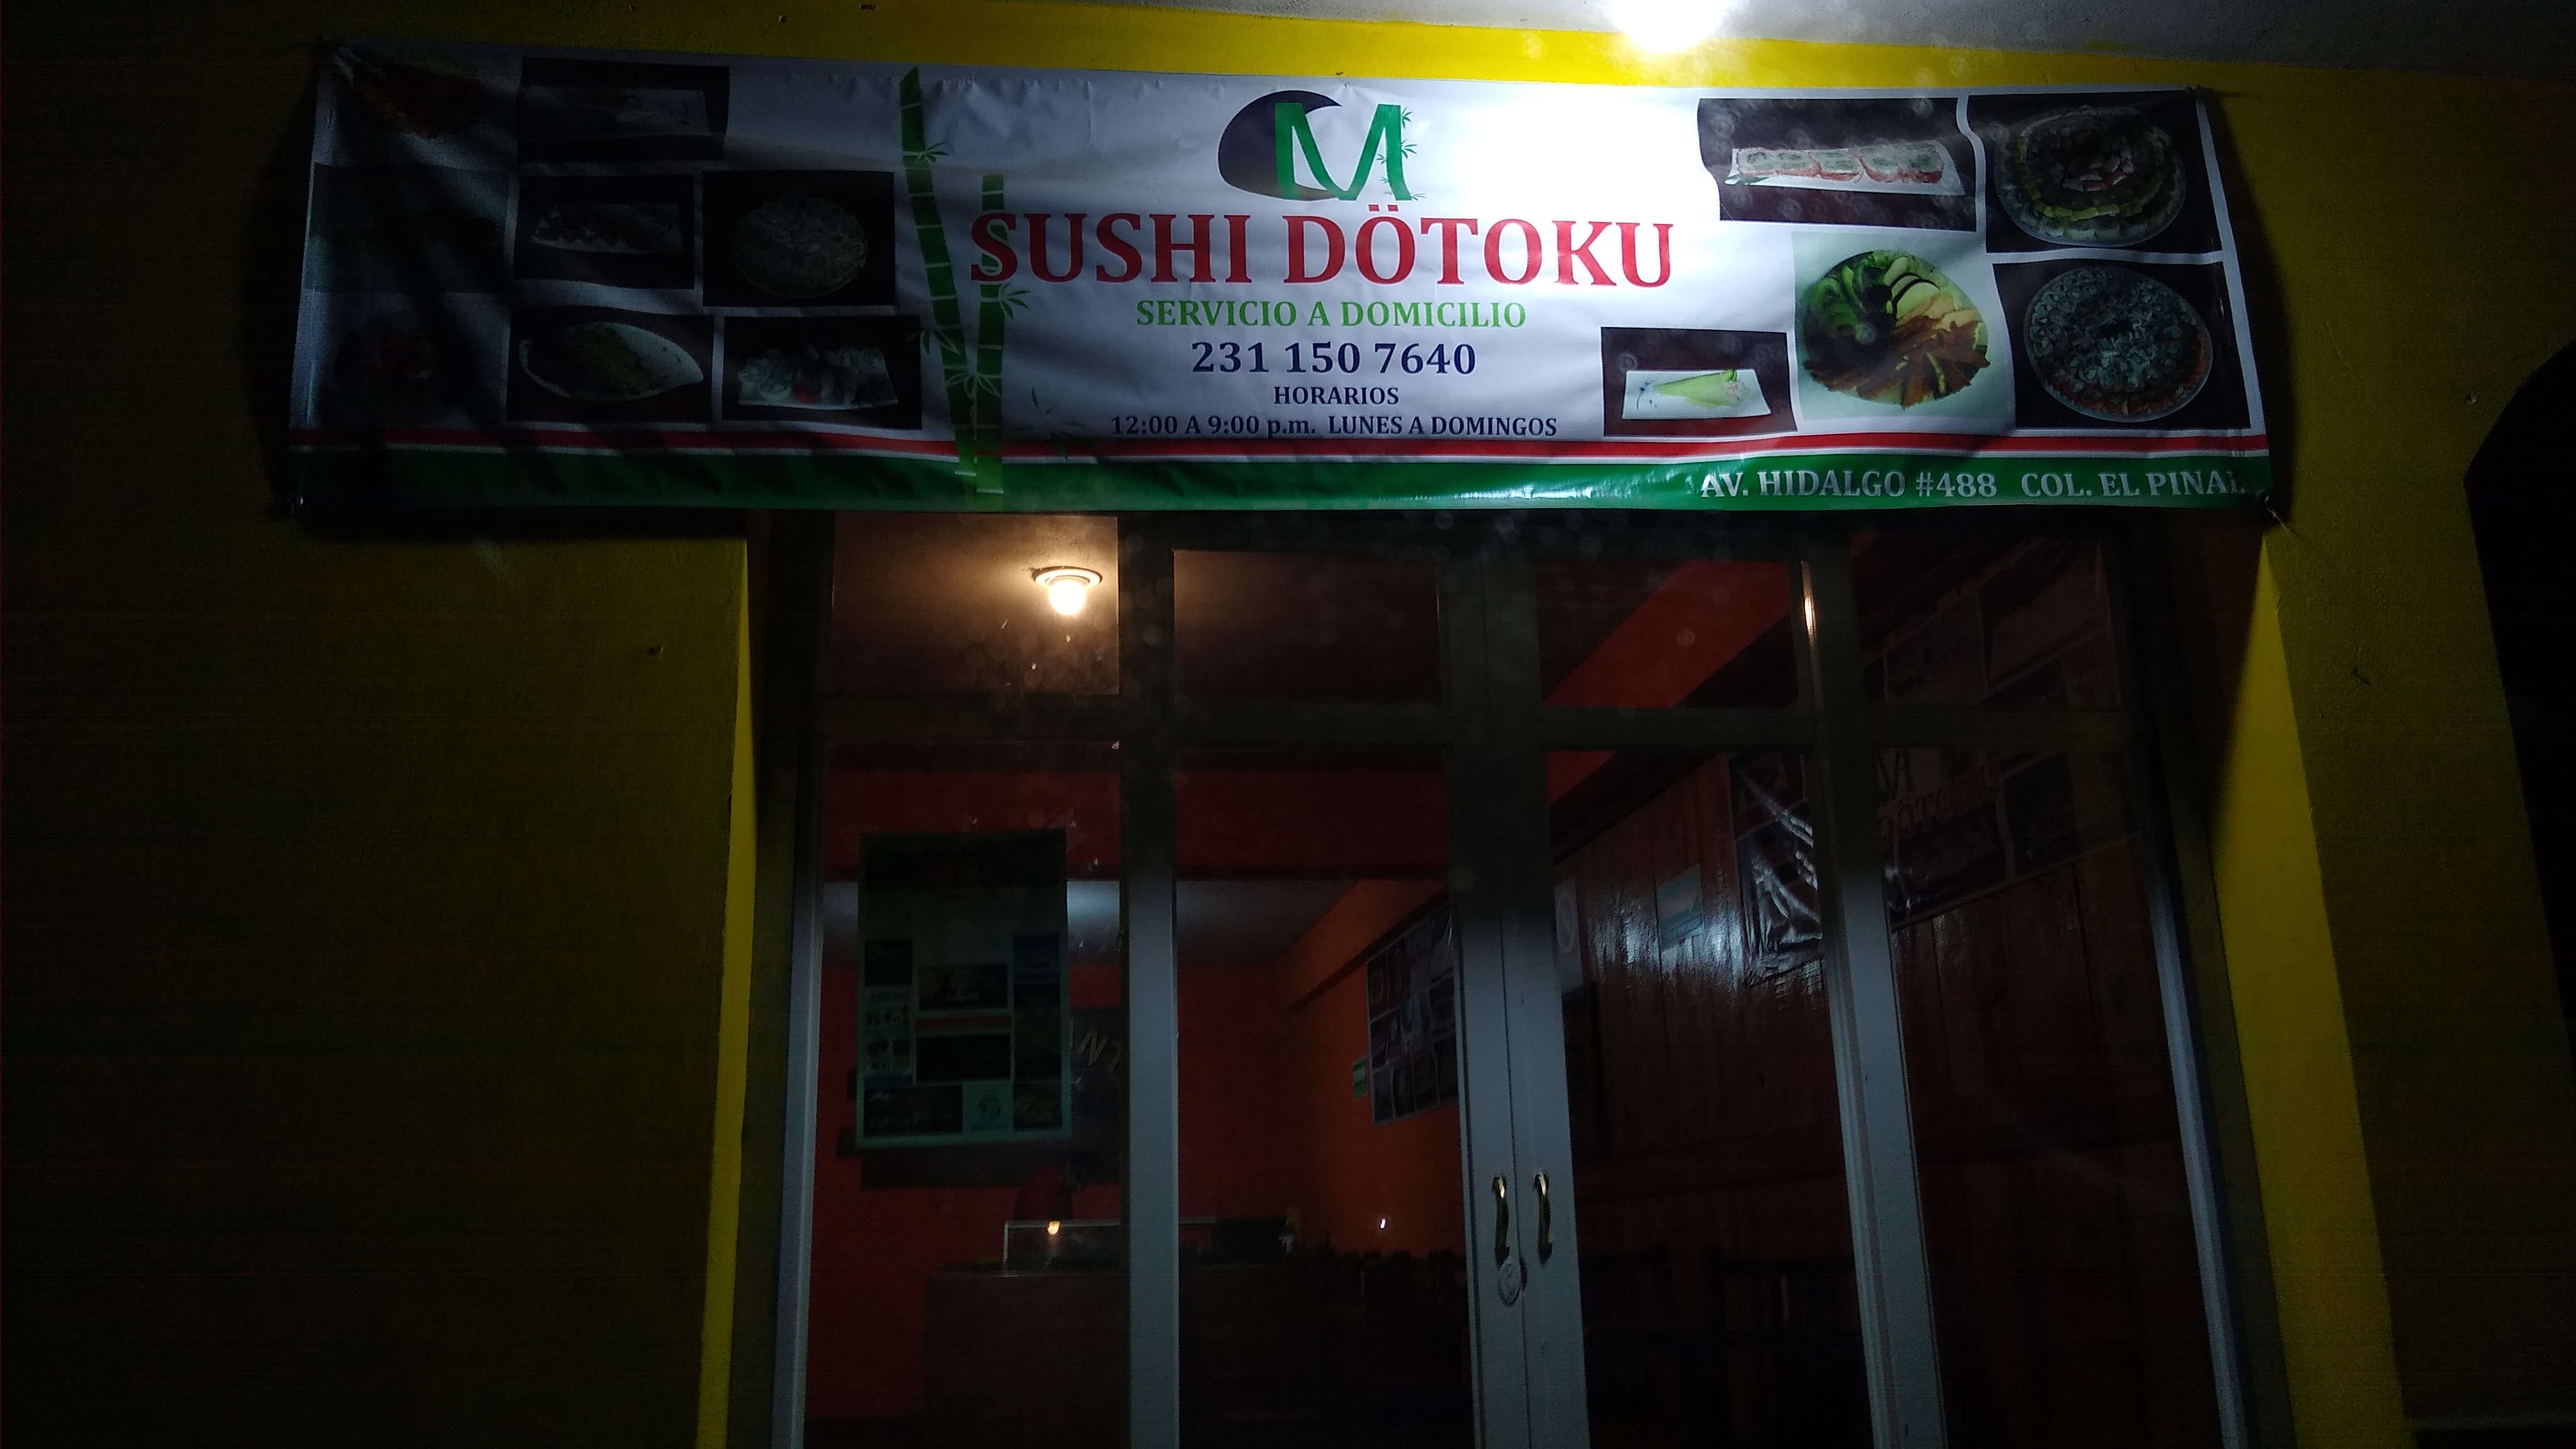 M
SUSHI DÖTOKU
SERVICIO A DOMICILIO
231 150 7640
HORARIOS
12:00 A 9:00 p.m. LUNES A DOMINGOS
AV. HIDALGO #488 COL. EL PINAL
M
DÖTOKU